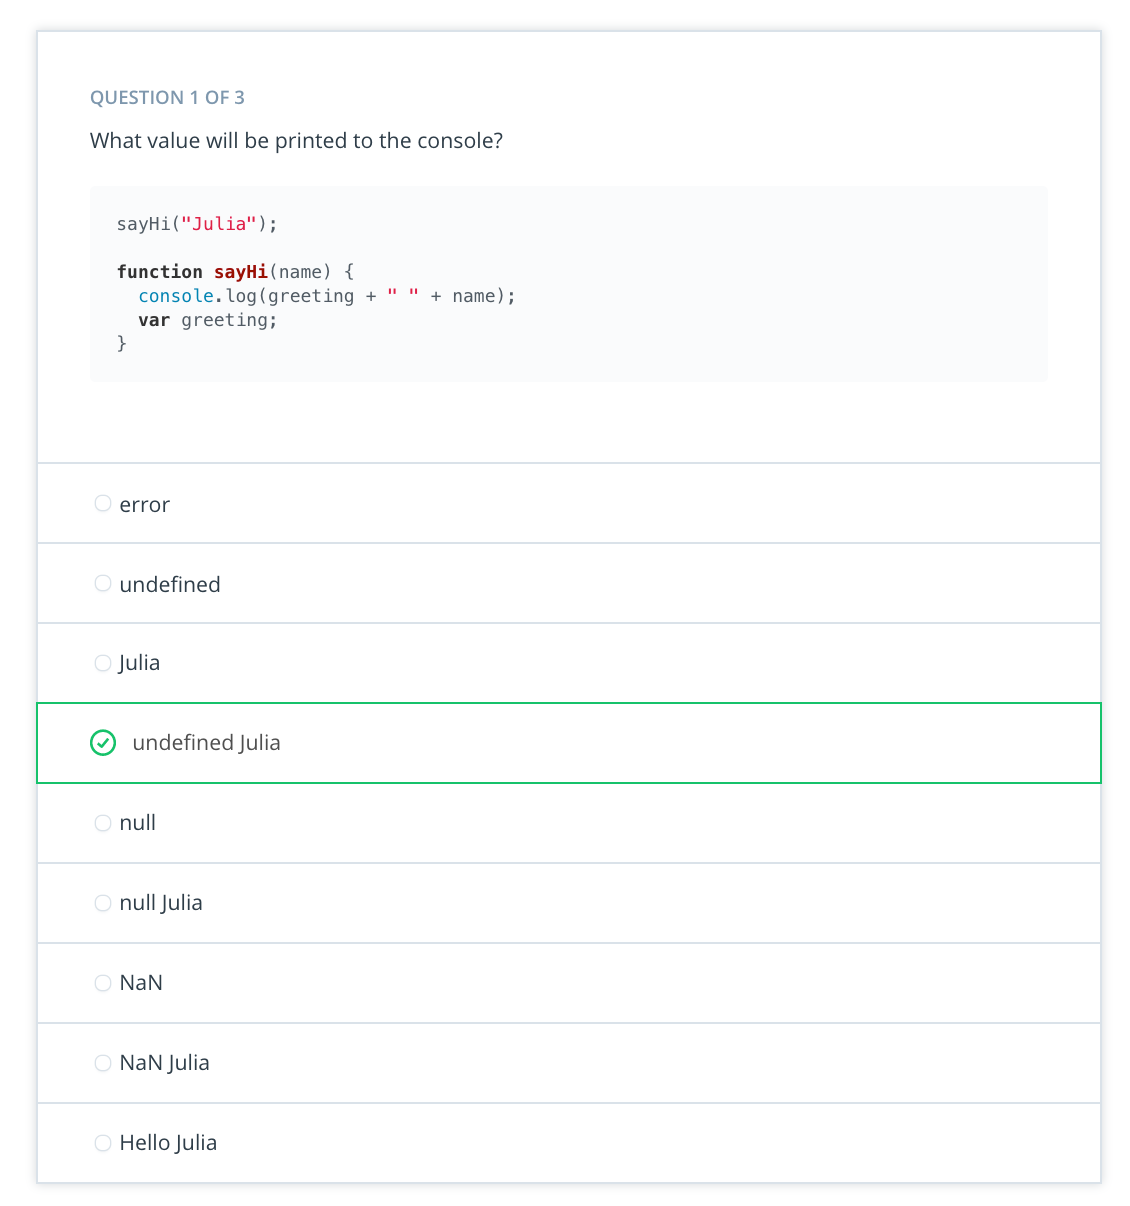 QUESTION 1 OF 3
What value will be printed to the console?
sayHi("Julia");
function sayHi(name) {
  console.log(greeting + " " + name);
  var greeting;
}
error
undefined
Julia
undefined Julia
null
null Julia
NaN
NaN Julia
Hello Julia